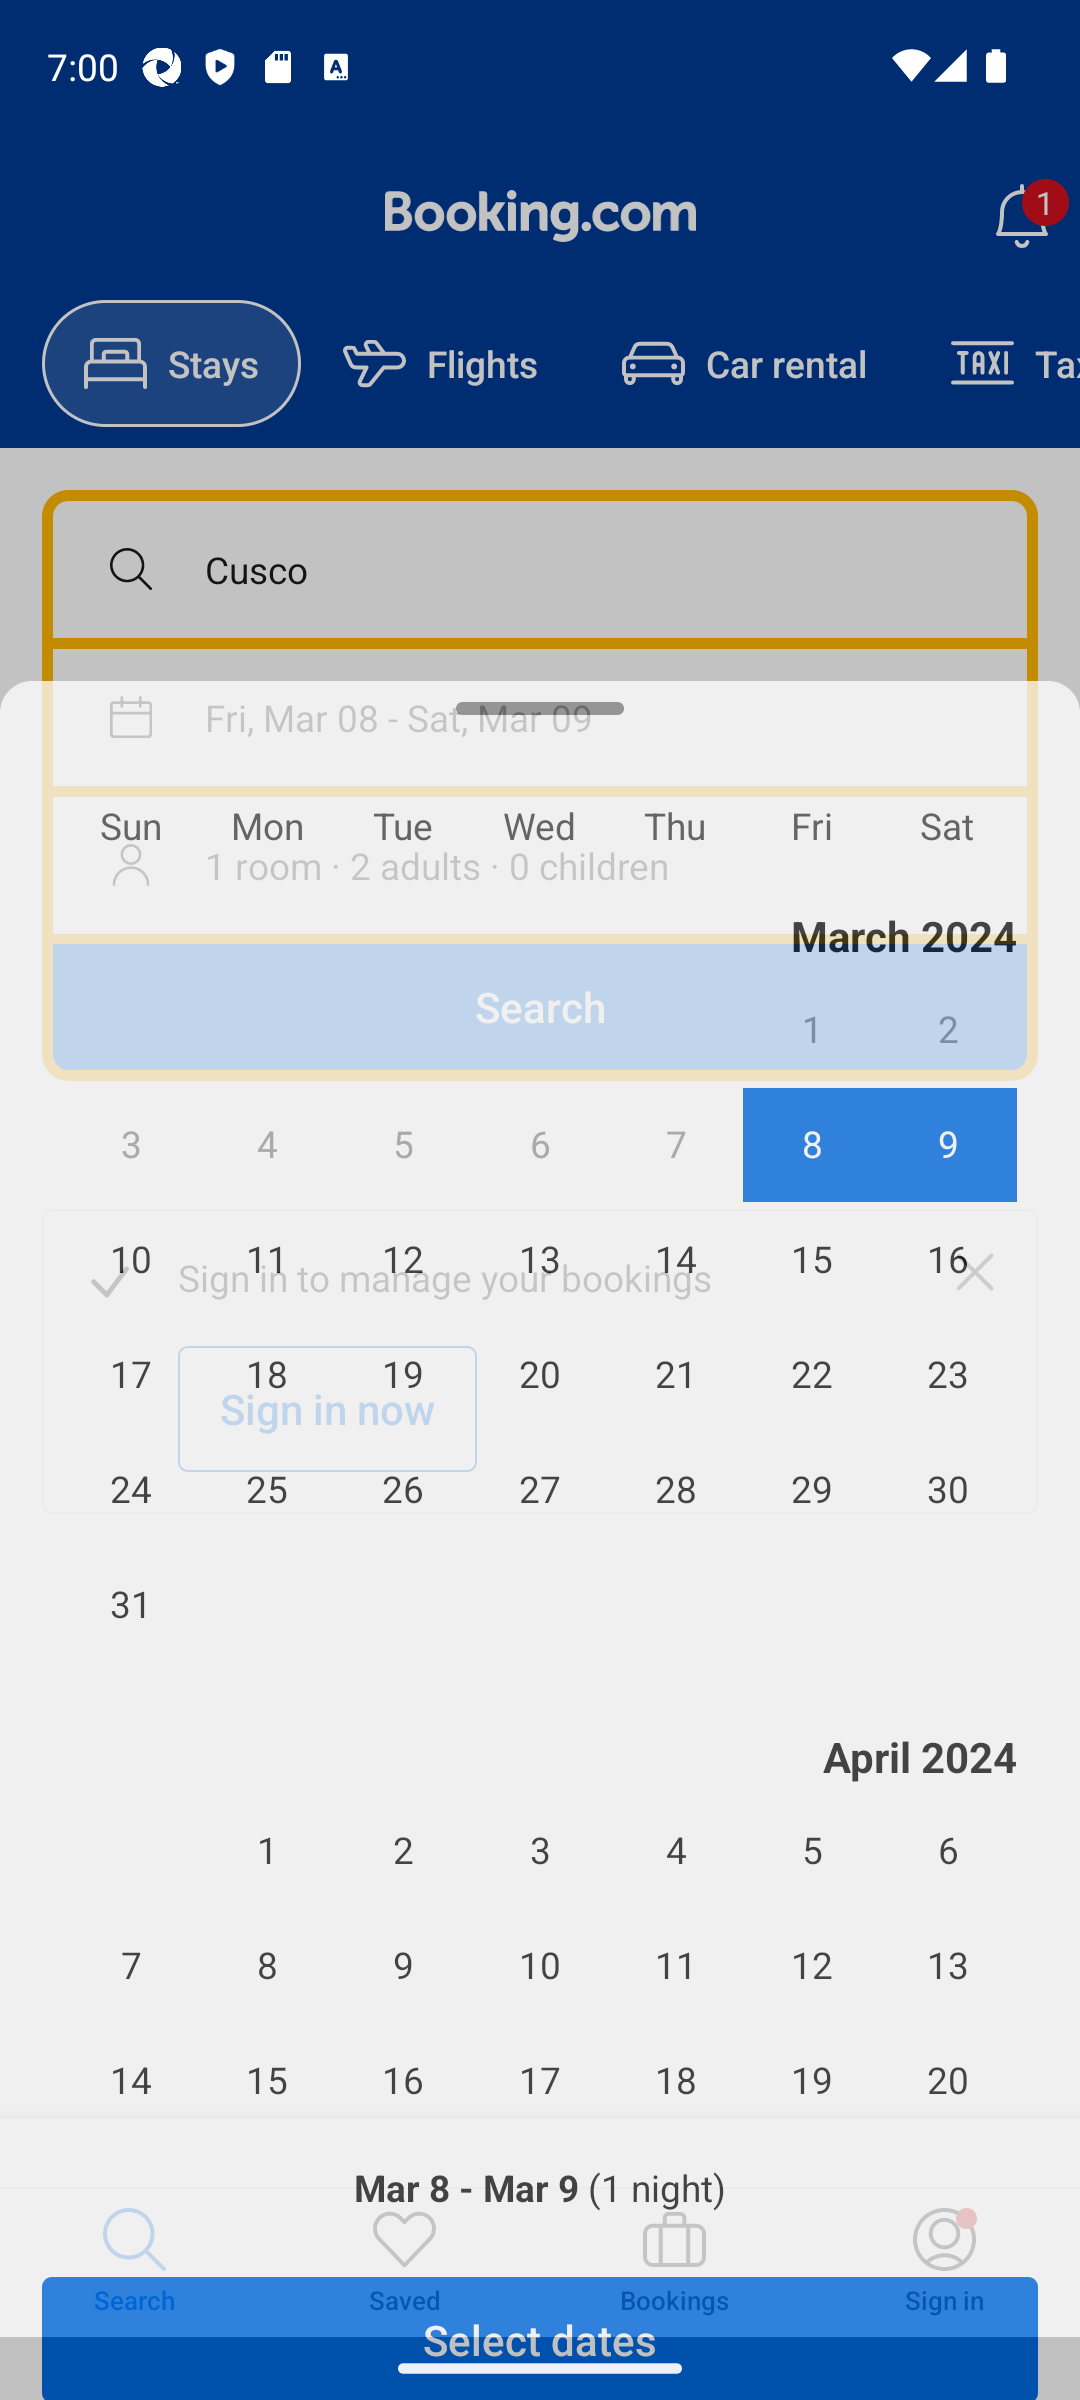 7:00
Booking.com
1
Stays
Flights
Car rental
TAXI
Tax
Cusco
Fri, Mar 08 - Sat, Mar 09
Sun Mon Tue Wed Thu Fri Sat
1 room · 2 adults · 0 children
March 2024
Search
1 2
3 4 5 6 7 8 9
10 11 12 13 14 15 16
Sign in to manage your bookings
17 18 19 20 21 22 23
Sign in now
24 25 26 27 28 29 30
31
April 2024
1 2 3 4 5 6
7 8 9 10 11 12 13
14 15 16 17 18 19 20
Mar 8 - Mar 9 (1 night)
Search
Saved
Bookings
Sign in
Select dates